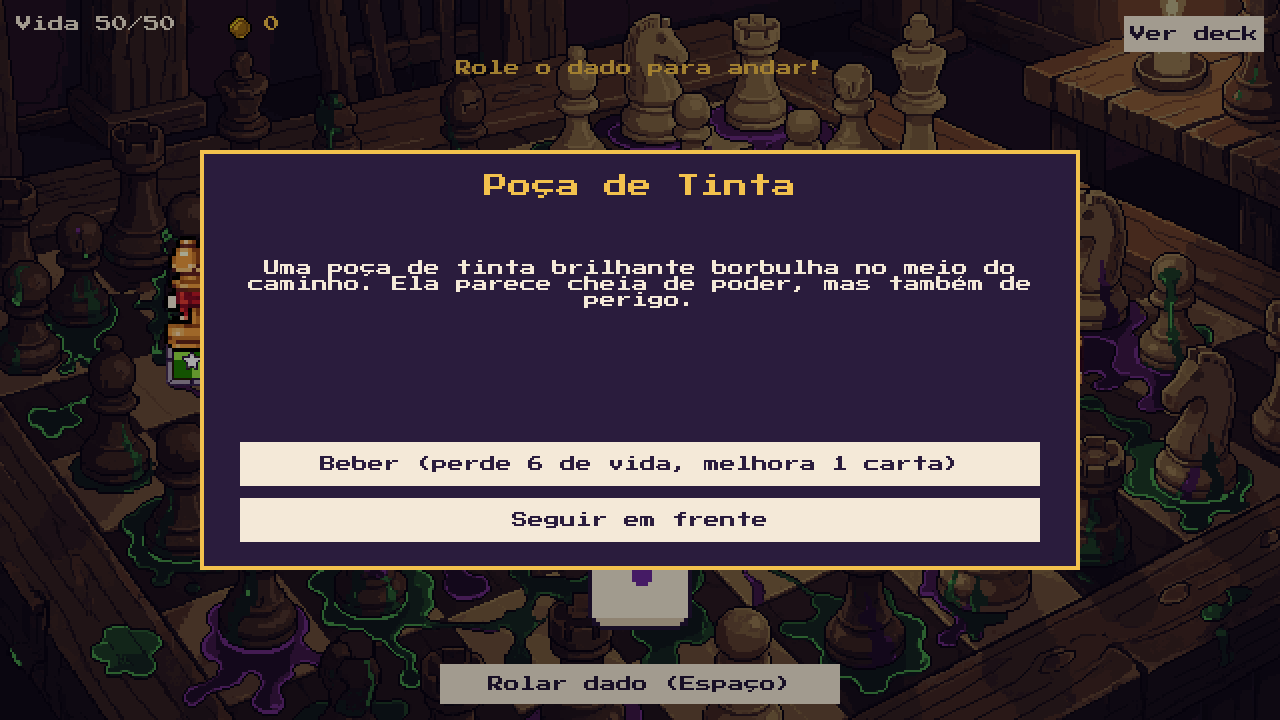 Vida 50/50
0
Ver deck
Role o dado para andar!
Poça de Tinta
Uma poça de tinta brilhante borbulha no meio do
caminho. Ela parece cheia de poder, mas também de
perigo.
Beber (perde 6 de vida, melhora 1 carta)
Seguir em frente
Rolar dado (Espaço)